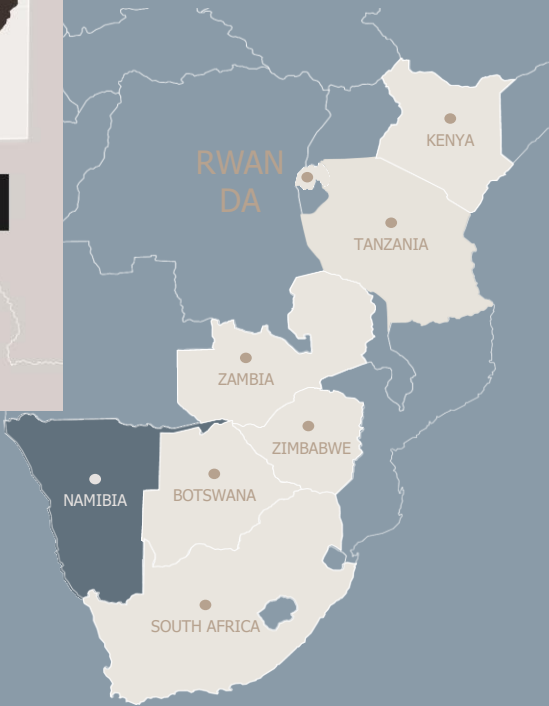 KENYA
RWAN
DA
TANZANIA
ZAMBIA
ZIMBABWE
BOTSWANA
NAMIBIA
SOUTH AFRICA